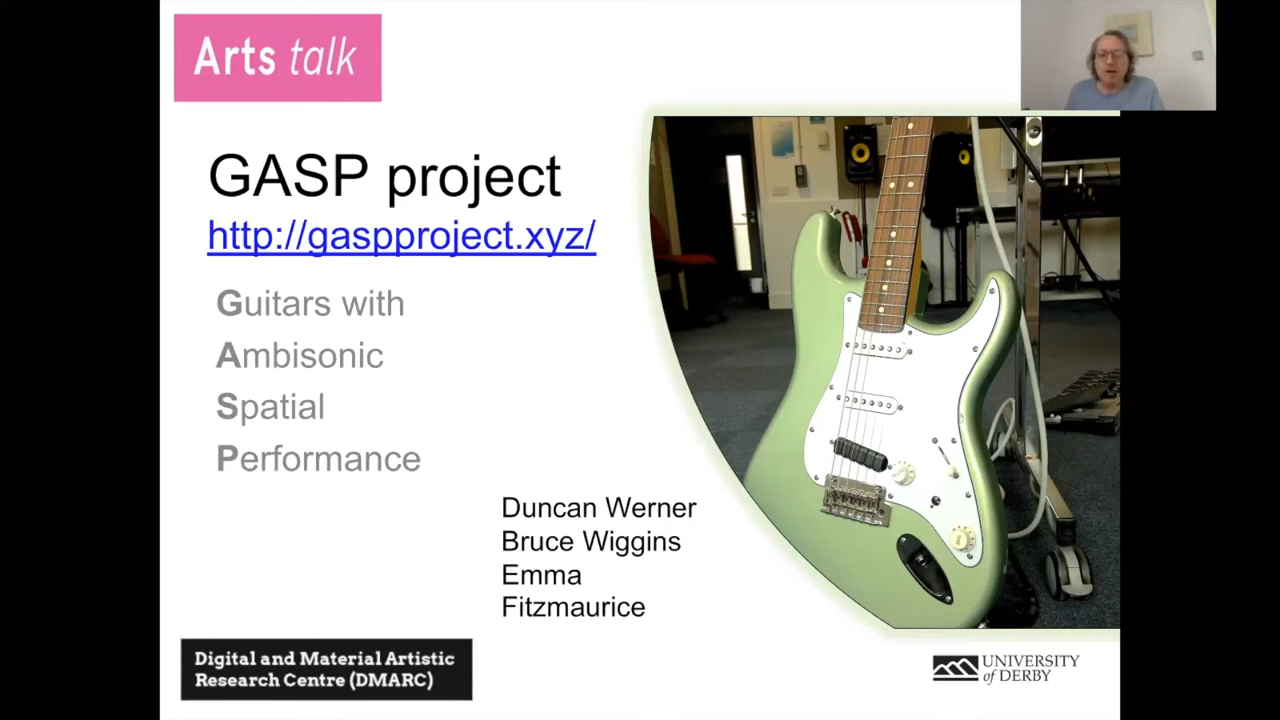 Arts talk
GASP project
http://gaspproject.xyz/
Guitars with
Ambisonic
Spatial
Performance
Duncan Werner
Bruce Wiggins
Emma
Fitzmaurice
Digital and Material Artistic
Research Centre (DMARC)
UNIVERSITY
of DERBY